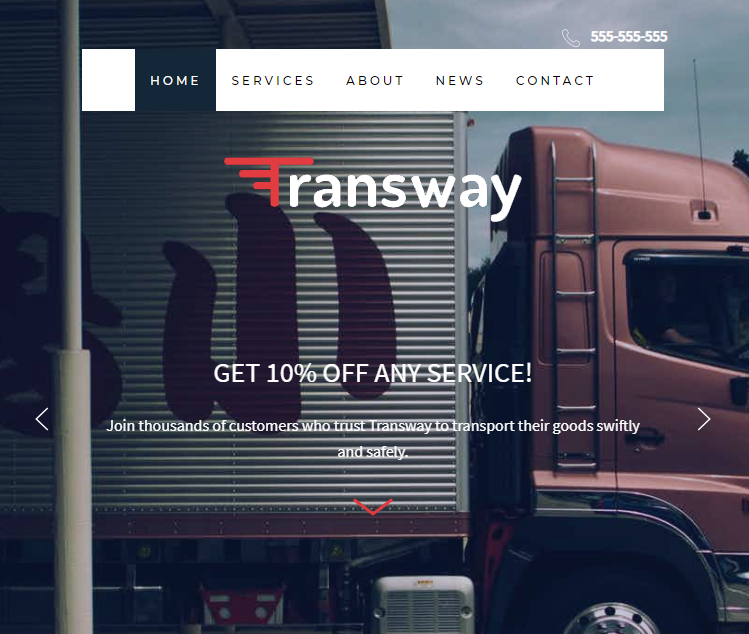 555-555-555
HOME SERVICES ABOUT NEWS CONTACT
Transway
GET 10% OFF ANY SERVICE!
Join thousands of customers who trust Transway to transport their goods swiftly
and safely.